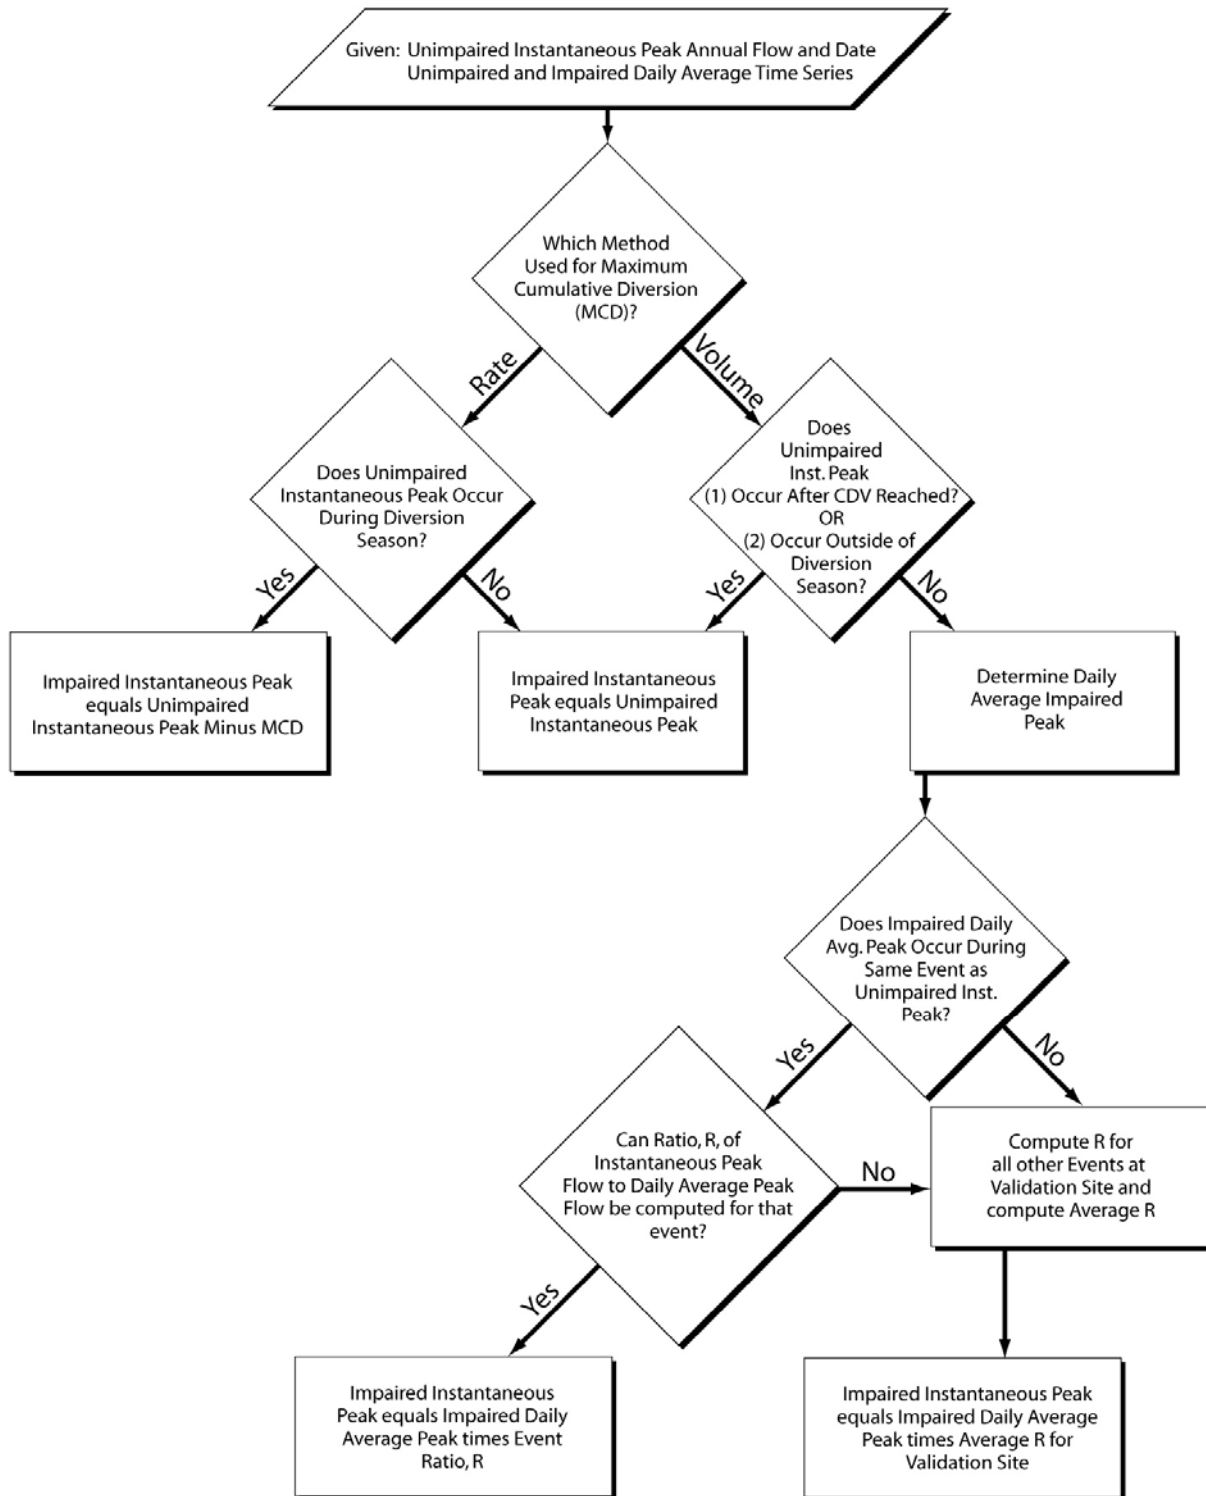 Given: Unimpaired Instantaneous Peak Annual Flow and Date
Unimpaired and Impaired Daily Average Time Series
Which Method
Used for Maximum
Cumulative Diversion
(MCD)?
Rate
Volume
Does Unimpaired
Instantaneous Peak Occur
During Diversion
Season?
Does
Unimpaired
Inst. Peak
(1) Occur After CDV Reached?
OR
(2) Occur Outside of
Diversion
Season?
Yes
No
Yes
No
Impaired Instantaneous Peak
equals Unimpaired
Instantaneous Peak Minus MCD
Impaired Instantaneous
Peak equals Unimpaired
Instantaneous Peak
Determine Daily
Average Impaired
Peak
Does Impaired Daily
Avg. Peak Occur During
Same Event as
Unimpaired Inst.
Peak?
Yes
No
Can Ratio, R, of
Instantaneous Peak
Flow to Daily Average Peak
Flow be computed for that
event?
No
Compute R for
all other Events at
Validation Site and
compute Average R
Yes
Impaired Instantaneous
Peak equals Impaired Daily
Average Peak times Event
Ratio, R
Impaired Instantaneous Peak
equals Impaired Daily Average
Peak times Average R for
Validation Site